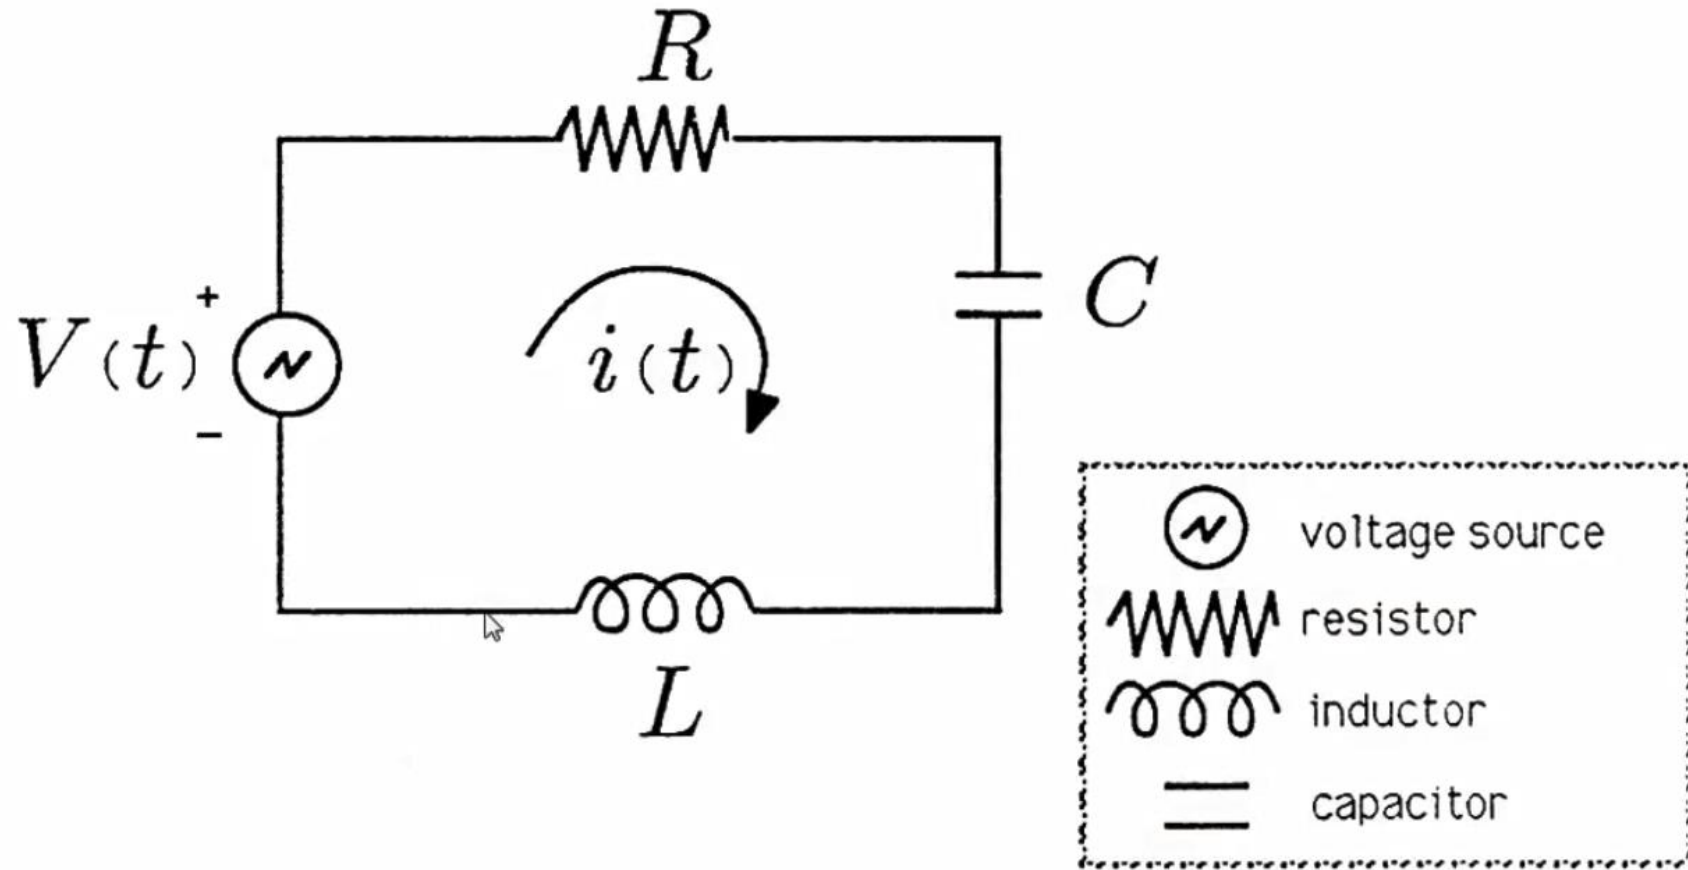 R
+
V(t)
i(t)
C
−
L
voltage source
resistor
inductor
capacitor